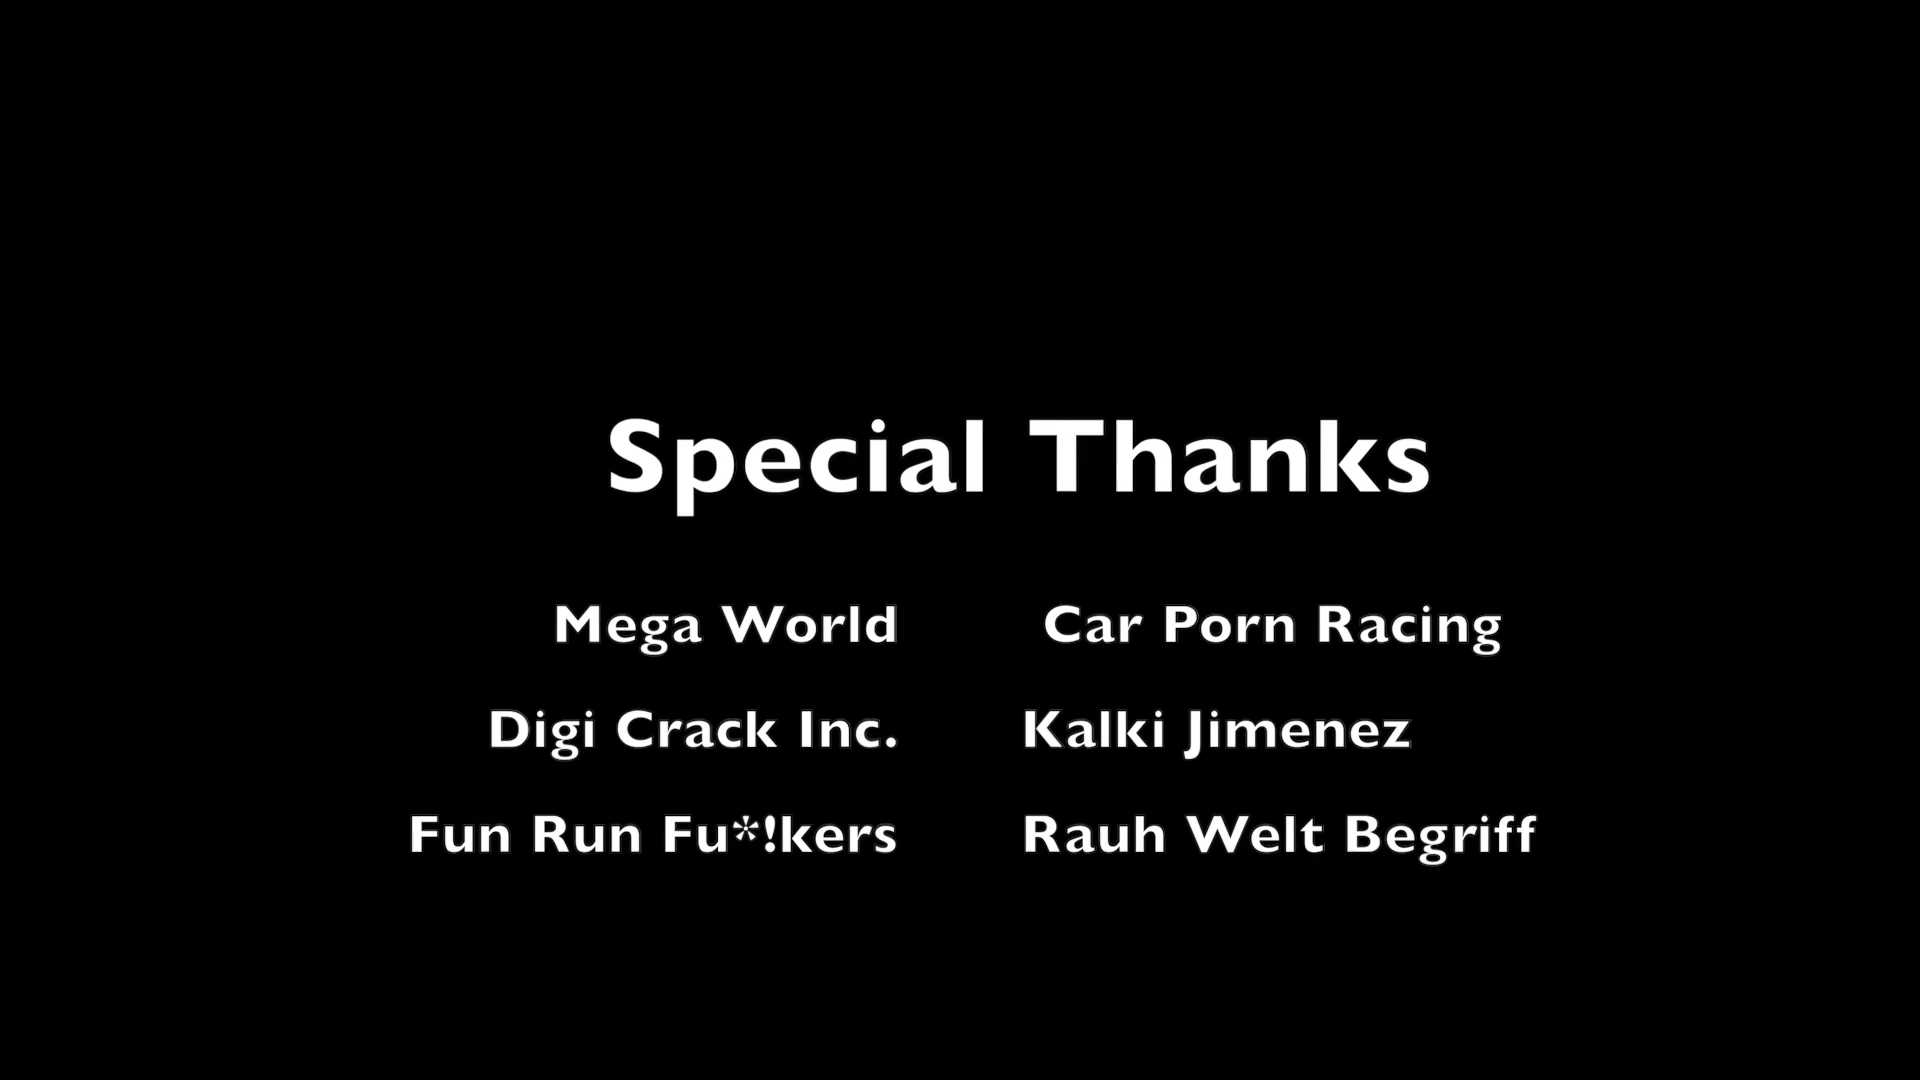 Special Thanks
Mega World Car Porn Racing
Digi Crack Inc. Kalki Jimenez
Fun Run Fu*!kers Rauh Welt Begriff